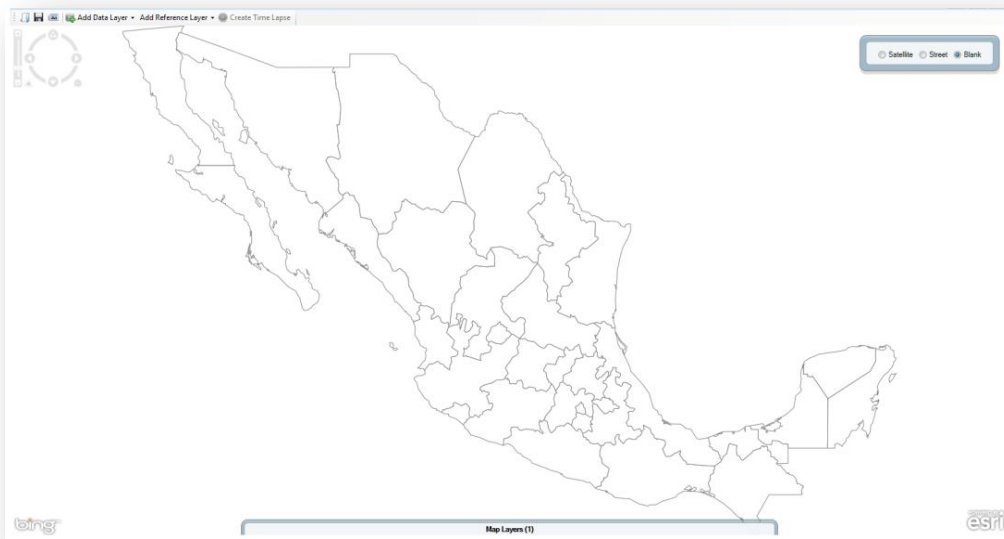 Add Data Layer Add Reference Layer Create Time Lapse
Satellite Street Blank
bing
Map Layers (1)
esri